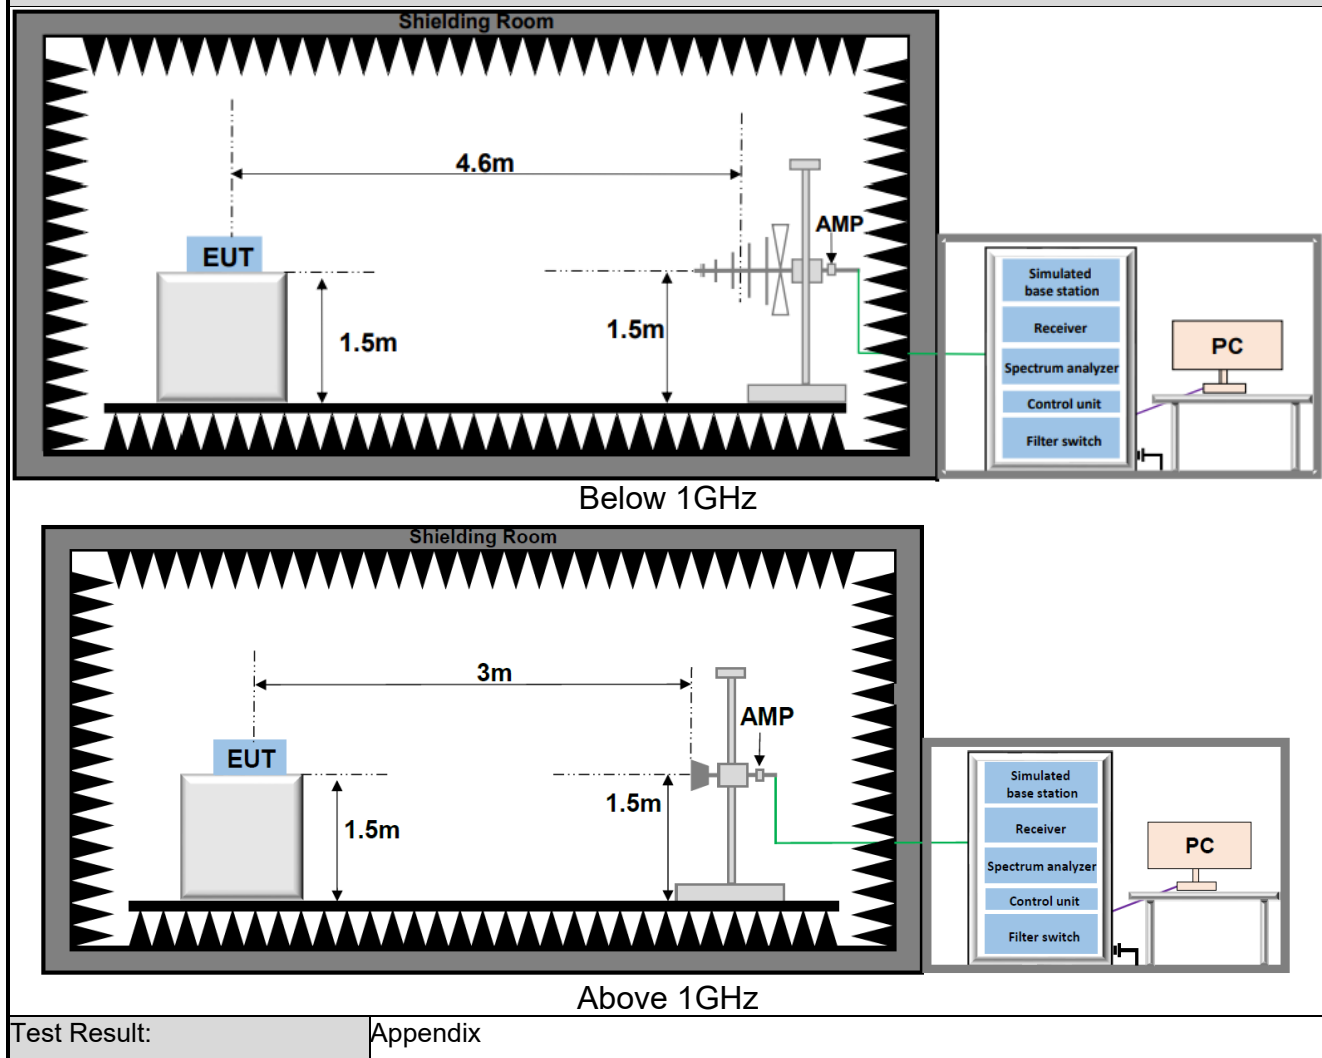 Shielding Room
4.6m
AMP
EUT
1.5m
1.5m
Simulated
base station
Receiver
Spectrum analyzer
Control unit
Filter switch
PC
Below 1GHz
Shielding Room
3m
AMP
EUT
1.5m
1.5m
Simulated
base station
Receiver
Spectrum analyzer
Control unit
Filter switch
PC
Above 1GHz
Test Result:
Appendix